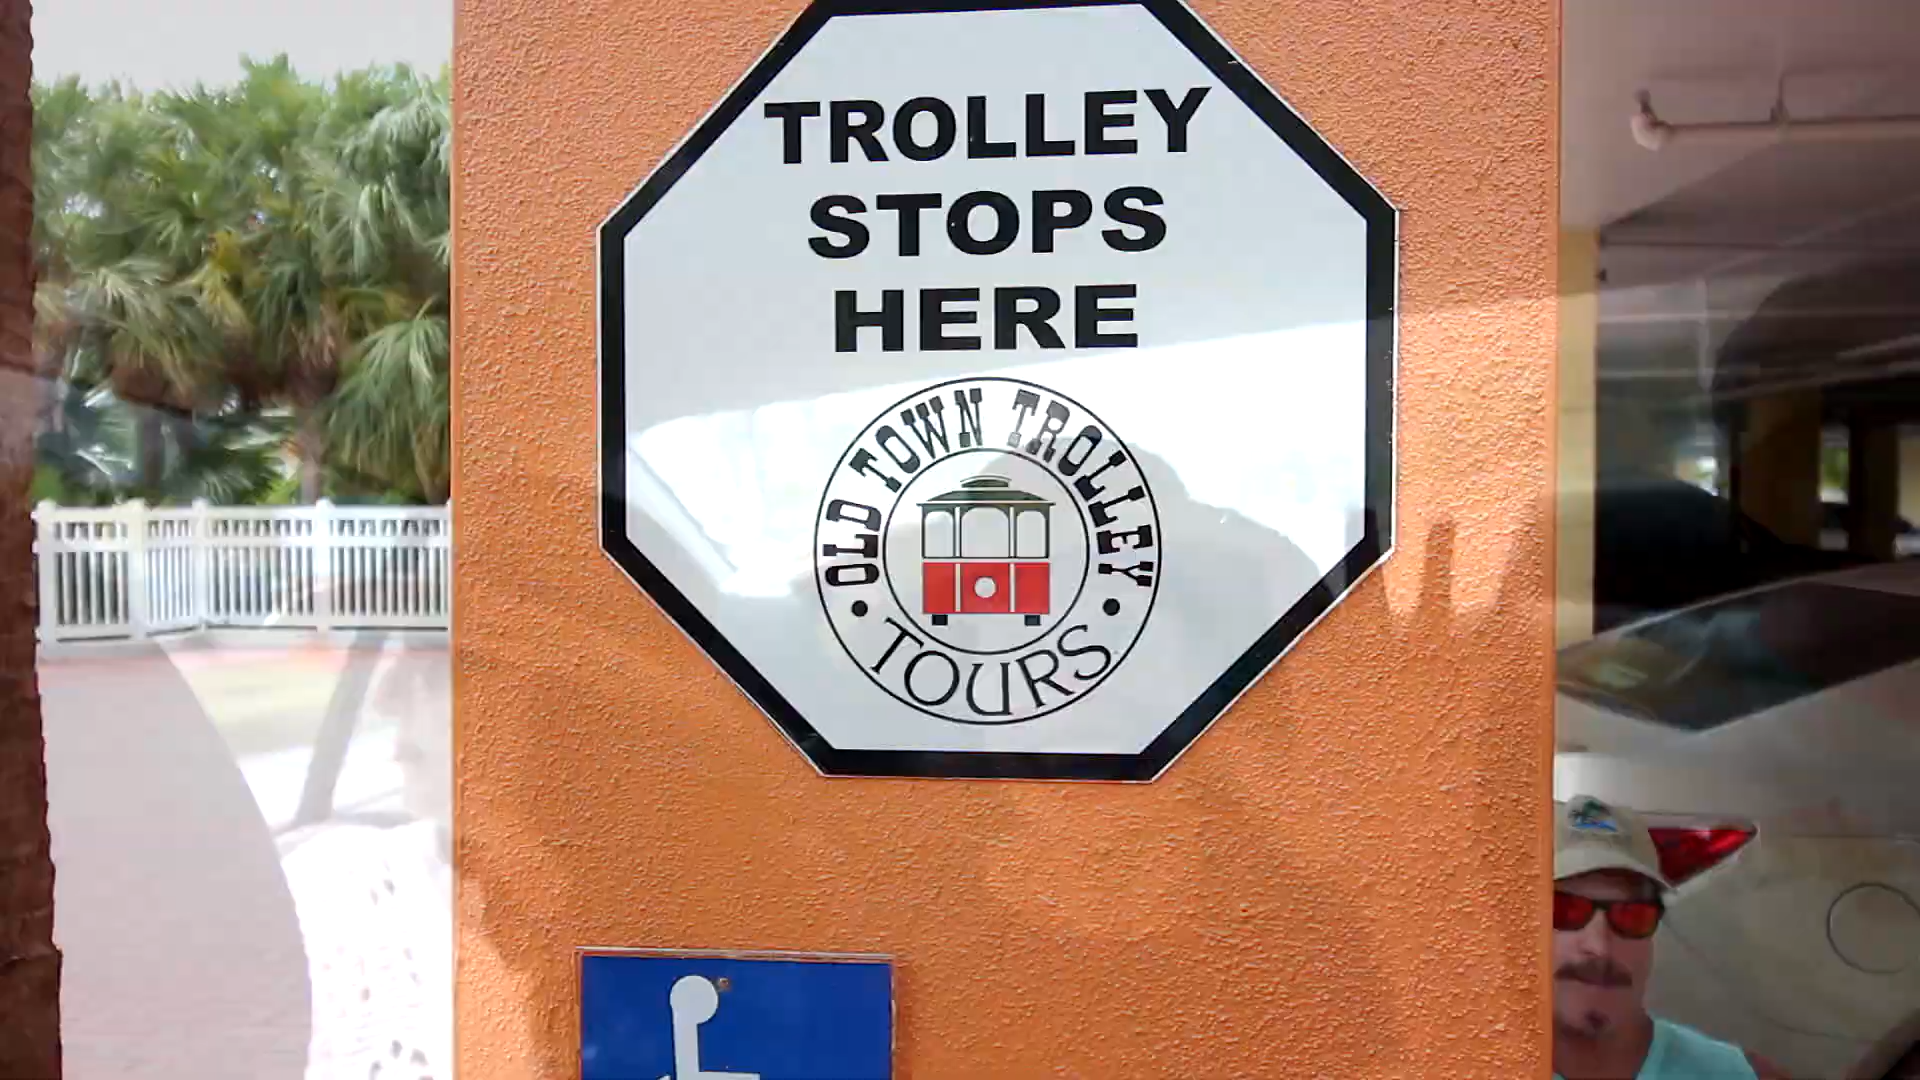 TROLLEY
STOPS
HERE
OLD TOWN TROLLEY
• TOURS •